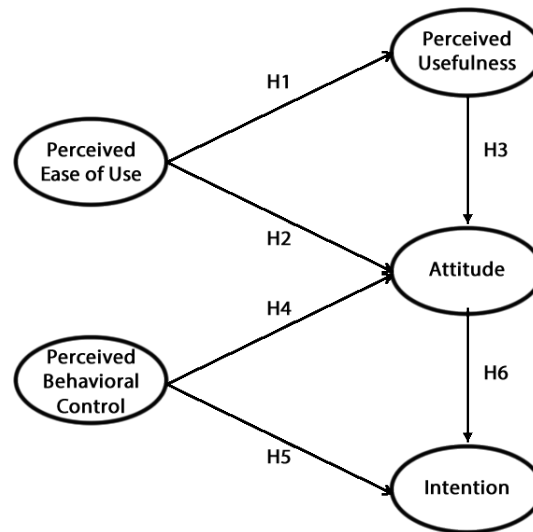 Perceived
Usefulness
H1
Perceived
Ease of Use
H3
H2
Attitude
H4
Perceived
Behavioral
Control
H6
H5
Intention